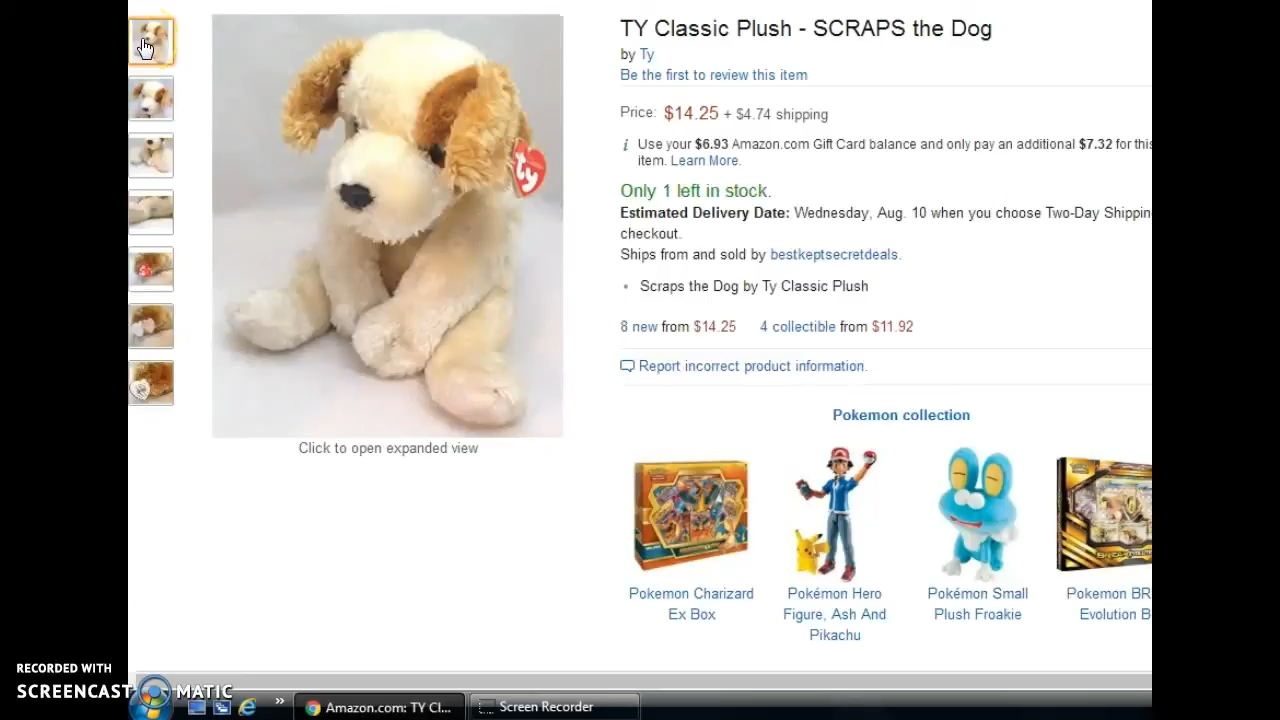 TY Classic Plush - SCRAPS the Dog
by Ty
Be the first to review this item
Price: $14.25 + $4.74 shipping
i Use your $6.93 Amazon.com Gift Card balance and only pay an additional $7.32 for this
item. Learn More.
Only 1 left in stock.
Estimated Delivery Date: Wednesday, Aug. 10 when you choose Two-Day Shippin
checkout.
Ships from and sold by bestkeptsecretdeals.
• Scraps the Dog by Ty Classic Plush
8 new from $14.25 4 collectible from $11.92
Report incorrect product information.
ty
Click to open expanded view
Pokemon collection
Pokemon Charizard
Ex Box
Pokémon Hero
Figure, Ash And
Pikachu
Pokémon Small
Plush Froakie
Pokemon BR
Evolution B
RECORDED WITH
SCREENCAST MATIC
»
Amazon.com: TY Cl...
Screen Recorder